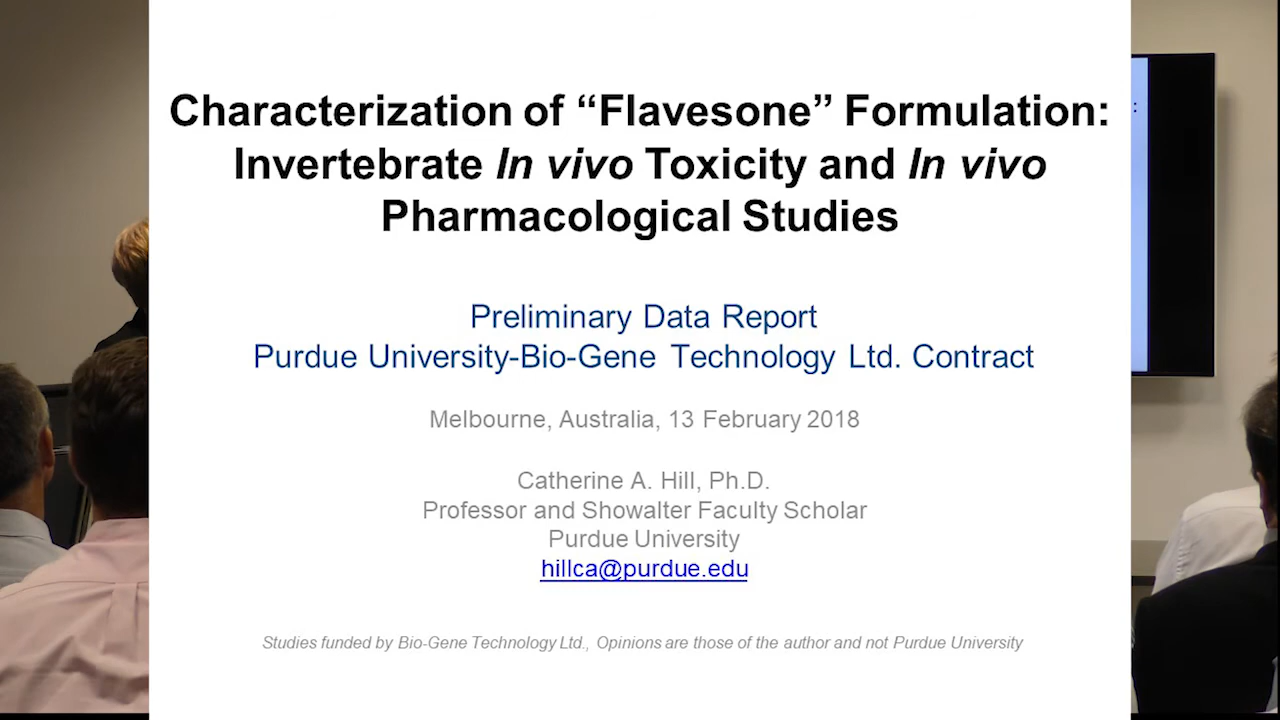 Characterization of “Flavesone” Formulation:
Invertebrate In vivo Toxicity and In vivo
Pharmacological Studies
Preliminary Data Report
Purdue University-Bio-Gene Technology Ltd. Contract
Melbourne, Australia, 13 February 2018
Catherine A. Hill, Ph.D.
Professor and Showalter Faculty Scholar
Purdue University
hillca@purdue.edu
Studies funded by Bio-Gene Technology Ltd., Opinions are those of the author and not Purdue University